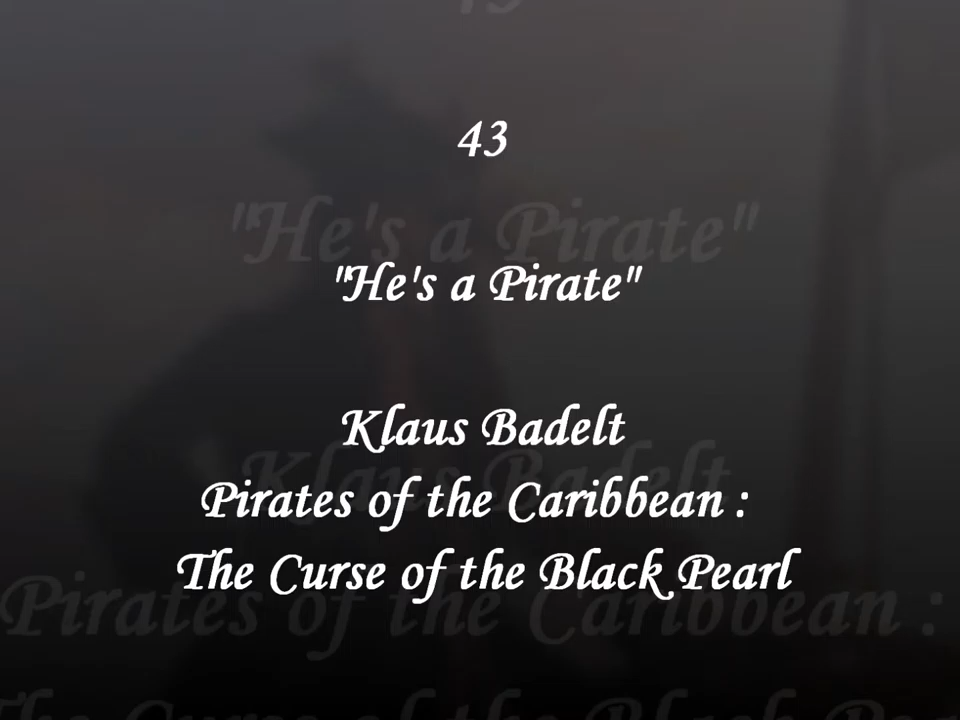 43
"He's a Pirate"
Klaus Badelt
Pirates of the Caribbean :
The Curse of the Black Pearl